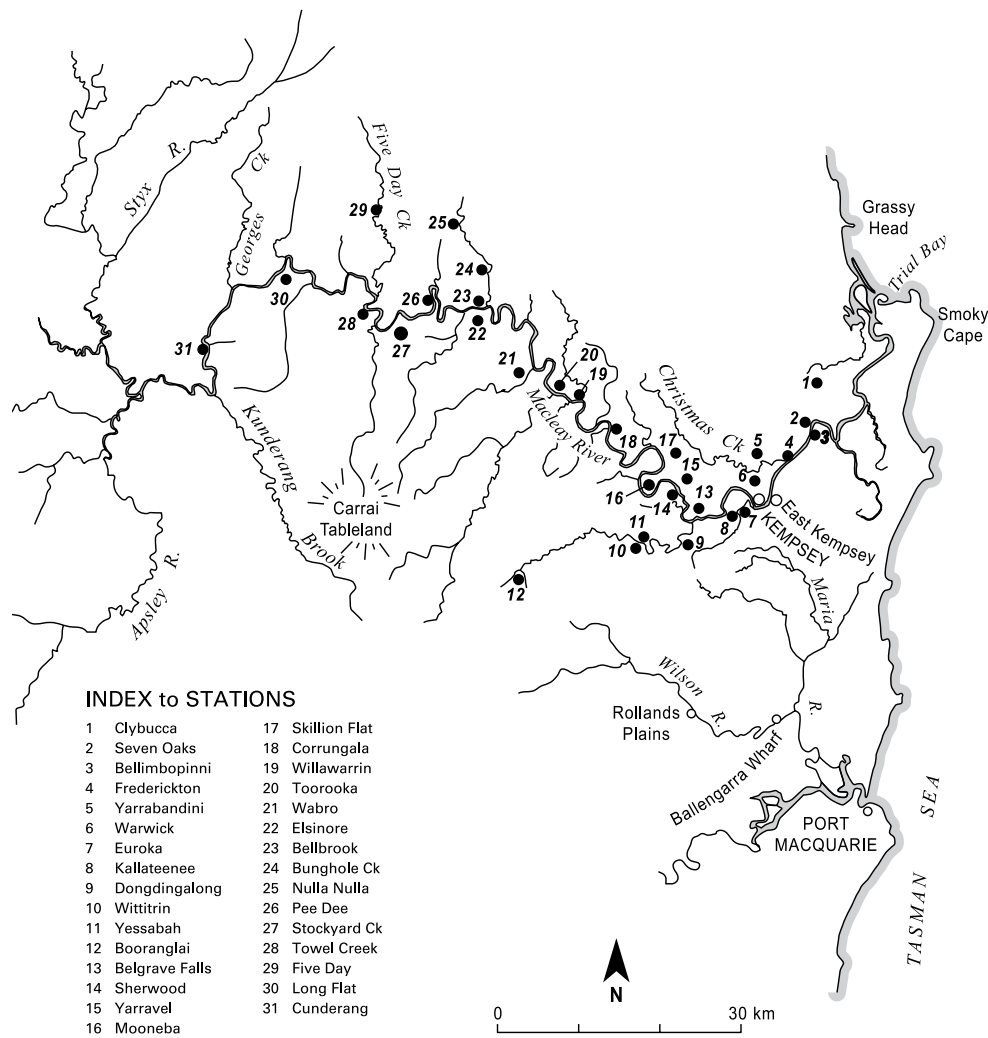 Styx R.
Georges Ck
Five Day Ck
Grassy
Head
Trial Bay
Smoky
Cape
29
25
24
30
26
23
28
22
27
31
21
20
19
1
Christmas Ck
Macleay River
2
3
18
17
5
4
15
6
Kunderang Brook
Carrai
Tableland
16
14
13
East Kempsey
KEMPSEY
8
7
11
10
9
12
Apsley R.
Maria R.
Wilson R.
Rollands
Plains
Ballengarra Wharf
PORT
MACQUARIE
TASMAN SEA
INDEX to STATIONS
1 Clybucca
2 Seven Oaks
3 Bellimbopinni
4 Frederickton
5 Yarrabandini
6 Warwick
7 Euroka
8 Kallateenee
9 Dongdingalong
10 Wittitrin
11 Yessabah
12 Booranglai
13 Belgrave Falls
14 Sherwood
15 Yarravel
16 Mooneba
17 Skillion Flat
18 Corrungala
19 Willawarrin
20 Toorooka
21 Wabro
22 Elsinore
23 Bellbrook
24 Bunghole Ck
25 Nulla Nulla
26 Pee Dee
27 Stockyard Ck
28 Towel Creek
29 Five Day
30 Long Flat
31 Cunderang
N
0 30 km